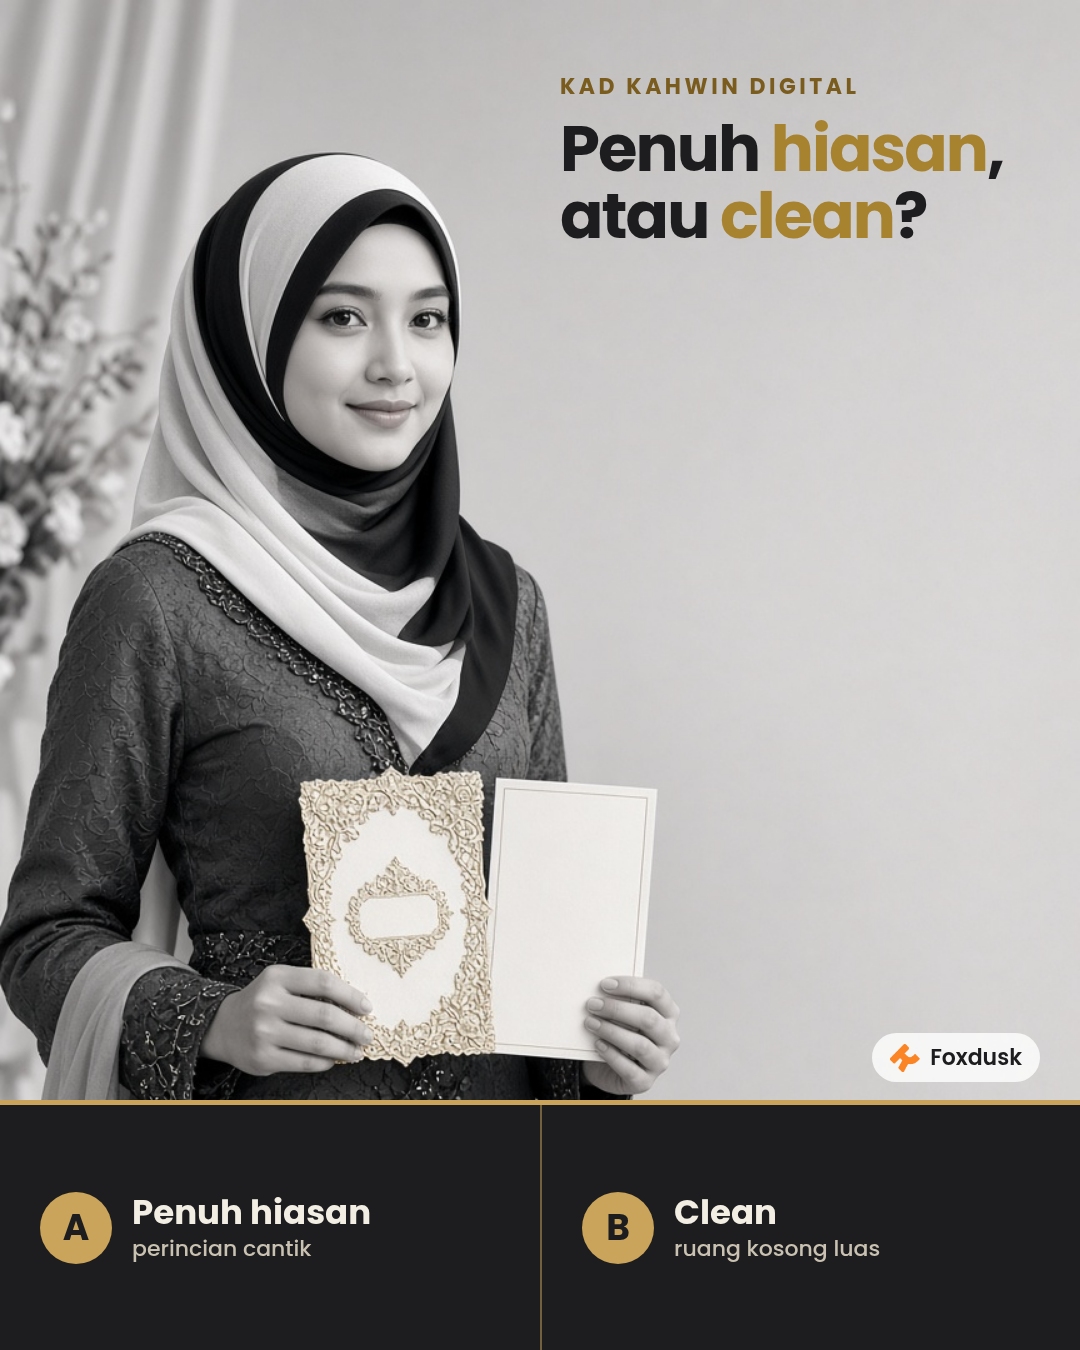 KAD KAHWIN DIGITAL
Penuh hiasan,
atau clean?
Foxdusk
A
Penuh hiasan
perincian cantik
B
Clean
ruang kosong luas